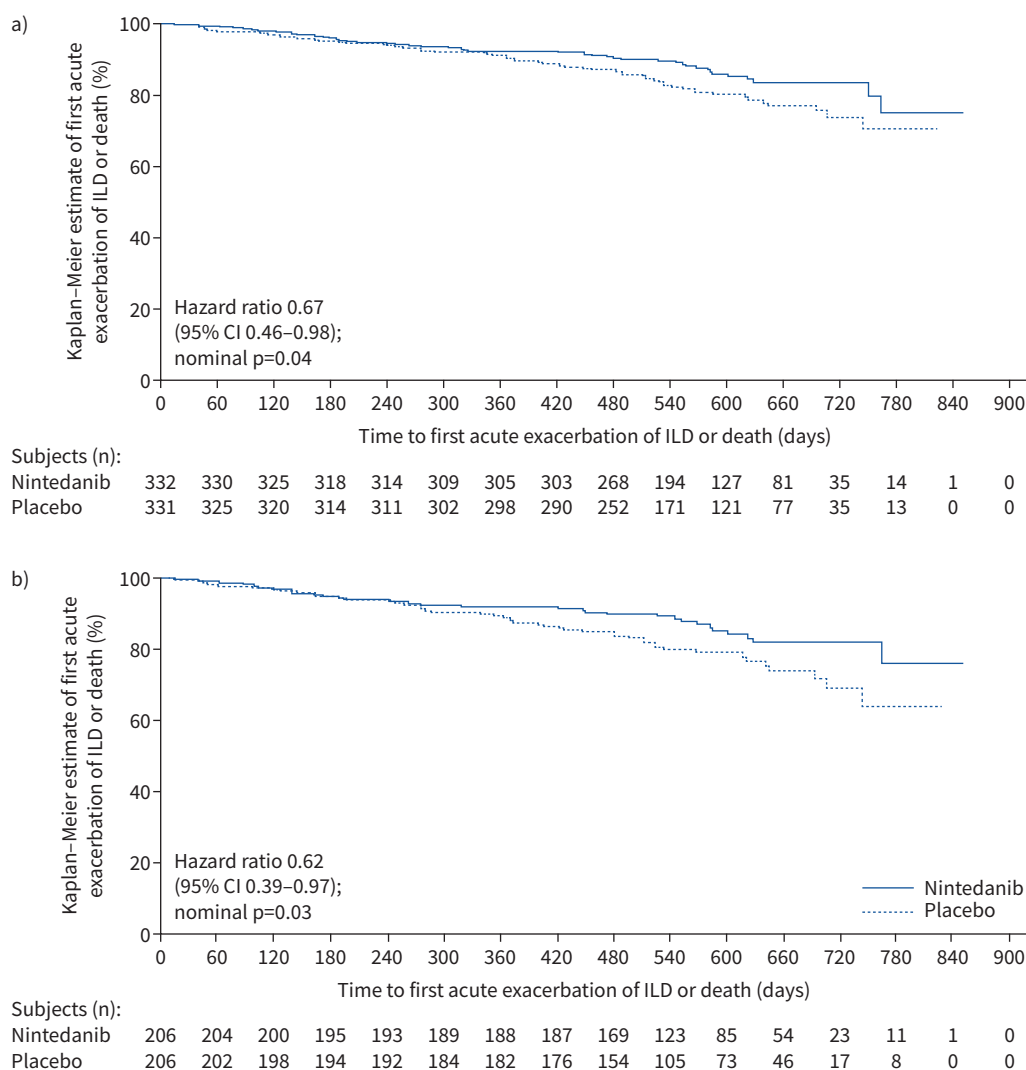 a)
Kaplan–Meier estimate of first acute
exacerbation of ILD or death (%)
100
80
60
40
20
0
Hazard ratio 0.67
(95% CI 0.46–0.98);
nominal p=0.04
0 60 120 180 240 300 360 420 480 540 600 660 720 780 840 900
Time to first acute exacerbation of ILD or death (days)
Subjects (n):
Nintedanib 332 330 325 318 314 309 305 303 268 194 127 81 35 14 1 0
Placebo 331 325 320 314 311 302 298 290 252 171 121 77 35 13 0 0
b)
Kaplan–Meier estimate of first acute
exacerbation of ILD or death (%)
100
80
60
40
20
0
Hazard ratio 0.62
(95% CI 0.39–0.97);
nominal p=0.03
Nintedanib
Placebo
0 60 120 180 240 300 360 420 480 540 600 660 720 780 840 900
Time to first acute exacerbation of ILD or death (days)
Subjects (n):
Nintedanib 206 204 200 195 193 189 188 187 169 123 85 54 23 11 1 0
Placebo 206 202 198 194 192 184 182 176 154 105 73 46 17 8 0 0